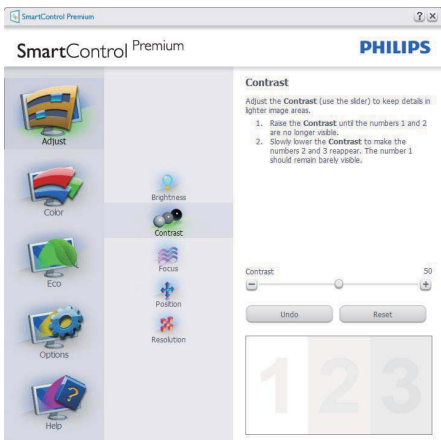 SmartControl Premium
? ×
SmartControl Premium
PHILIPS
Adjust
Color
Eco
Options
Help
Brightness
Contrast
Focus
Position
Resolution
Contrast
Adjust the Contrast (use the slider) to keep details in
lighter image areas.
1. Raise the Contrast until the numbers 1 and 2
are no longer visible.
2. Slowly lower the Contrast to make the
numbers 2 and 3 reappear. The number 1
should remain barely visible.
Contrast 50
Undo Reset
1 2 3